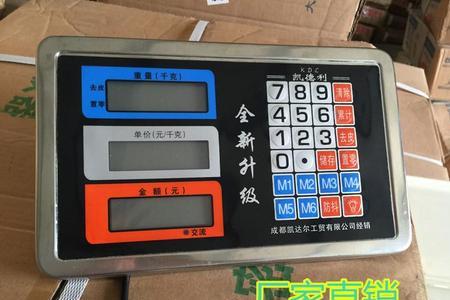 重量(千克)
去皮
置零
单价(元/千克)
金额(元)
交流
全新升级
KDC
凯德利
7 8 9 清除
4 5 6 累计
1 2 3 去皮
0 · 储存 置零
M1 M2 M3 M4
M5 M6 防抖
成都凯达尔工贸有限公司经销
厂家直销